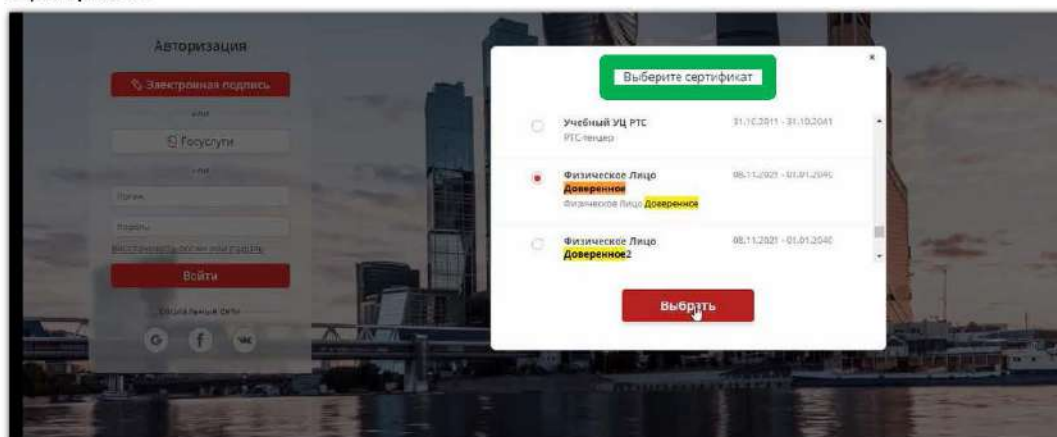 Авторизация
Электронная подпись
или
Госуслуги
или
Логин
Пароль
Восстановить логин или пароль
Войти
Социальные сети
G f
Выберите сертификат
×
Учебный УЦ РТС
31.10.2011 - 31.10.2041
РТС-тендер
Физическое Лицо
08.11.2021 - 01.01.2040
Доверенное
Физическое Лицо Доверенное
Физическое Лицо
08.11.2021 - 01.01.2040
Доверенное2
Выбрать